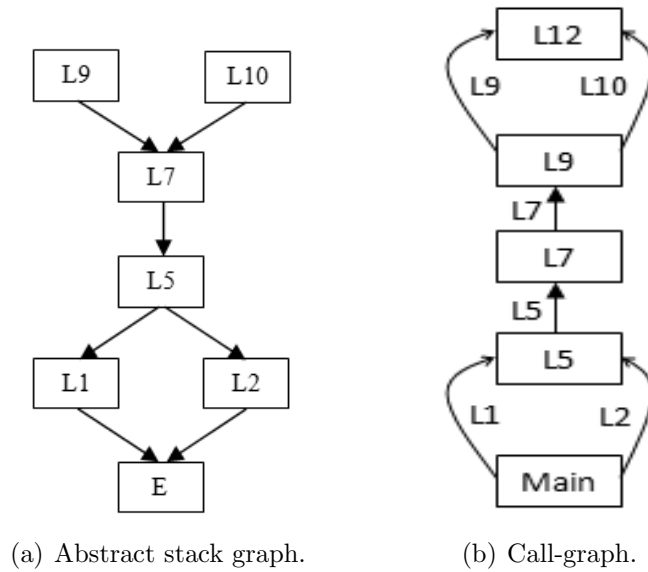 L9 L10
L7
L5
L1 L2
E
(a) Abstract stack graph.
L12
L9 L10
L9
L7
L7
L5
L5
L1 L2
Main
(b) Call-graph.